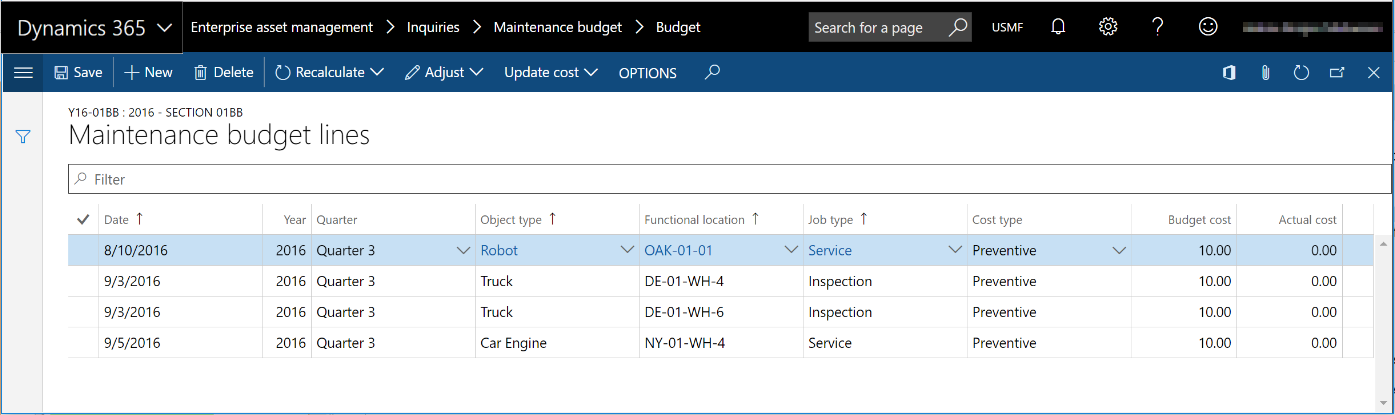 Dynamics 365 Enterprise asset management > Inquiries > Maintenance budget > Budget Search for a page USMF ?
Save + New Delete Recalculate Adjust Update cost OPTIONS
Y16-01BB : 2016 - SECTION 01BB
Maintenance budget lines
Filter
Date ↑ Year Quarter Object type ↑ Functional location ↑ Job type ↑ Cost type Budget cost Actual cost
8/10/2016 2016 Quarter 3 Robot OAK-01-01 Service Preventive 10.00 0.00
9/3/2016 2016 Quarter 3 Truck DE-01-WH-4 Inspection Preventive 10.00 0.00
9/3/2016 2016 Quarter 3 Truck DE-01-WH-6 Inspection Preventive 10.00 0.00
9/5/2016 2016 Quarter 3 Car Engine NY-01-WH-4 Service Preventive 10.00 0.00